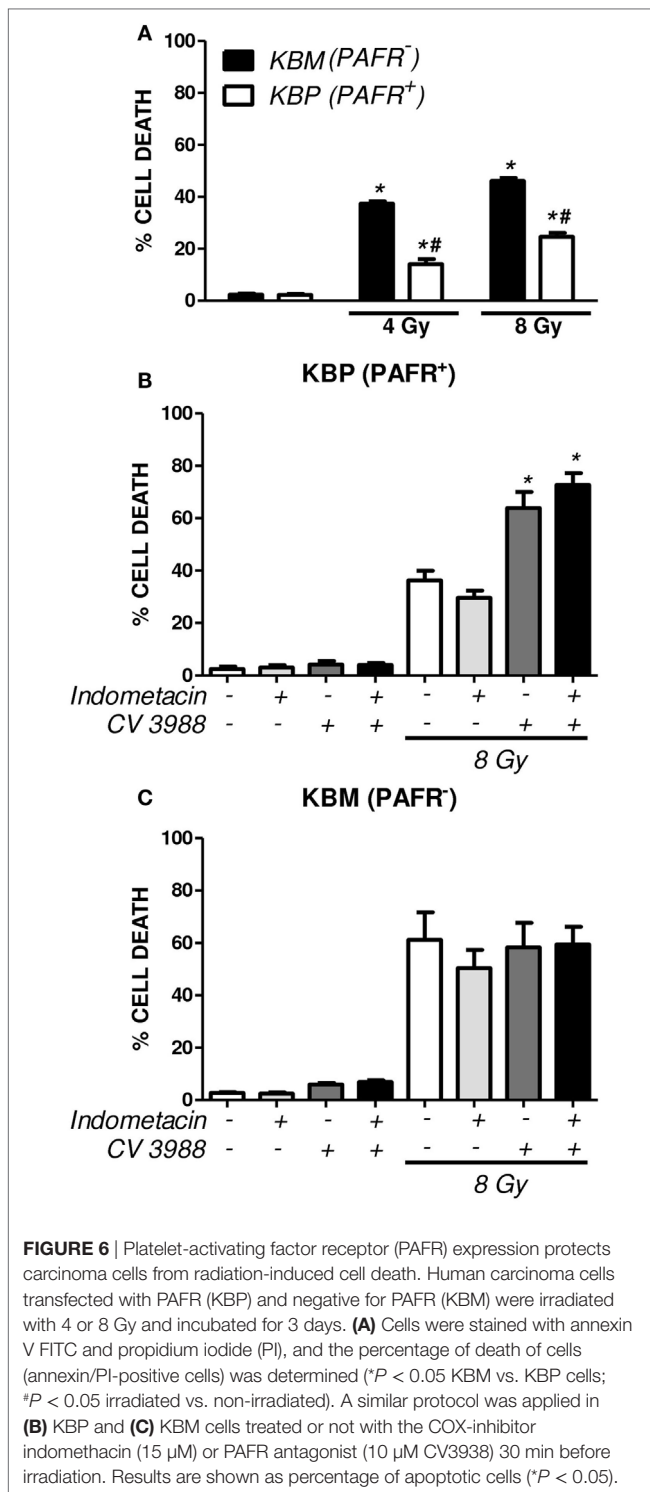 A
100
80
60
40
20
0
% CELL DEATH
KBM (PAFR-)
KBP (PAFR+)
*
*#
*
*#
4 Gy
8 Gy
B
KBP (PAFR+)
100
80
60
40
20
0
% CELL DEATH
*
*
Indometacin - + - + - + - +
CV 3988 - - + + - - + +
8 Gy
C
KBM (PAFR-)
100
80
60
40
20
0
% CELL DEATH
Indometacin - + - + - + - +
CV 3988 - - + + - - + +
8 Gy
FIGURE 6 | Platelet-activating factor receptor (PAFR) expression protects
carcinoma cells from radiation-induced cell death. Human carcinoma cells
transfected with PAFR (KBP) and negative for PAFR (KBM) were irradiated
with 4 or 8 Gy and incubated for 3 days. (A) Cells were stained with annexin
V FITC and propidium iodide (PI), and the percentage of death of cells
(annexin/PI-positive cells) was determined (*P < 0.05 KBM vs. KBP cells;
#P < 0.05 irradiated vs. non-irradiated). A similar protocol was applied in
(B) KBP and (C) KBM cells treated or not with the COX-inhibitor
indomethacin (15 µM) or PAFR antagonist (10 µM CV3938) 30 min before
irradiation. Results are shown as percentage of apoptotic cells (*P < 0.05).